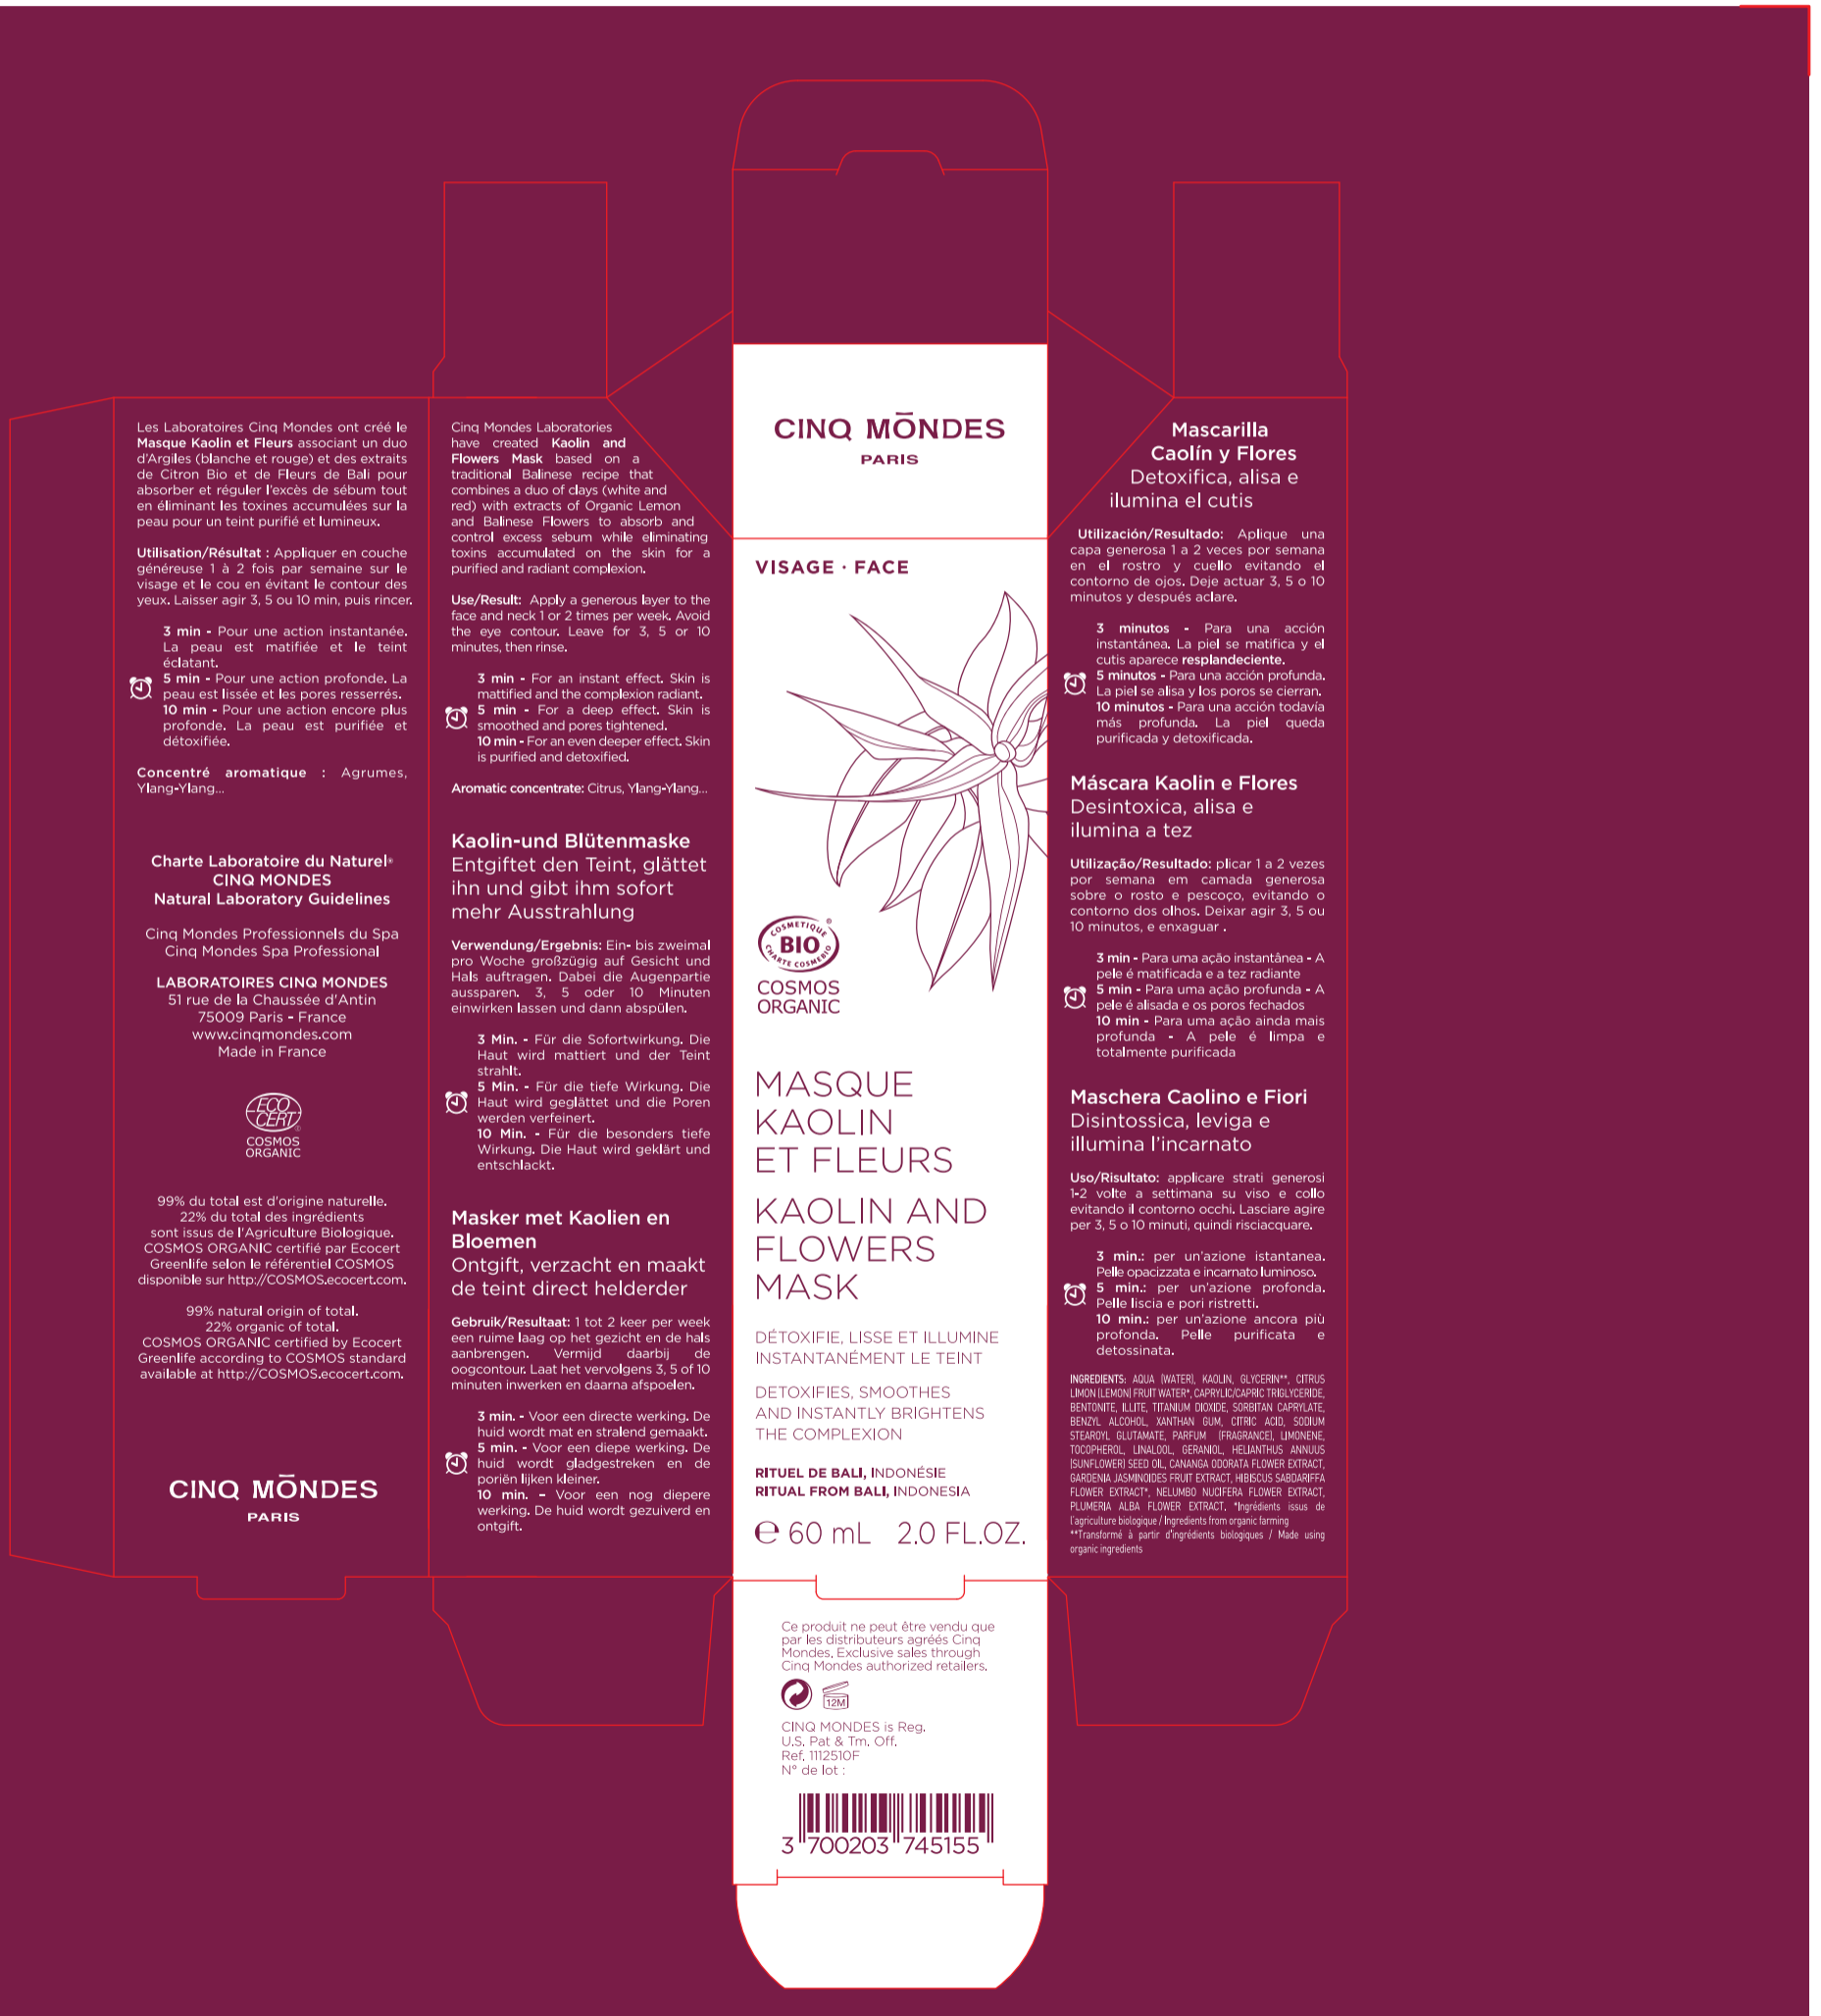 Les Laboratoires Cinq Mondes ont créé le
Masque Kaolin et Fleurs associant un duo
d'Argiles (blanche et rouge) et des extraits
de Citron Bio et de Fleurs de Bali pour
absorber et réguler l'excès de sébum tout
en éliminant les toxines accumulées sur la
peau pour un teint purifié et lumineux.
Utilisation/Résultat : Appliquer en couche
généreuse 1 à 2 fois par semaine sur le
visage et le cou en évitant le contour des
yeux. Laisser agir 3, 5 ou 10 min, puis rincer.
3 min - Pour une action instantanée.
La peau est matifiée et le teint
éclatant.
5 min - Pour une action profonde. La
peau est lissée et les pores resserrés.
10 min - Pour une action encore plus
profonde. La peau est purifiée et
détoxifiée.
Concentré aromatique : Agrumes,
Ylang-Ylang...
Charte Laboratoire du Naturel®
CINQ MONDES
Natural Laboratory Guidelines
Cinq Mondes Professionnels du Spa
Cinq Mondes Spa Professional
LABORATOIRES CINQ MONDES
51 rue de la Chaussée d'Antin
75009 Paris - France
www.cinqmondes.com
Made in France
ECO
CERT®
COSMOS
ORGANIC
99% du total est d'origine naturelle.
22% du total des ingrédients
sont issus de l'Agriculture Biologique.
COSMOS ORGANIC certifié par Ecocert
Greenlife selon le référentiel COSMOS
disponible sur http://COSMOS.ecocert.com.
99% natural origin of total.
22% organic of total.
COSMOS ORGANIC certified by Ecocert
Greenlife according to COSMOS standard
available at http://COSMOS.ecocert.com.
CINQ MŌNDES
PARIS
Cinq Mondes Laboratories
have created Kaolin and
Flowers Mask based on a
traditional Balinese recipe that
combines a duo of clays (white and
red) with extracts of Organic Lemon
and Balinese Flowers to absorb and
control excess sebum while eliminating
toxins accumulated on the skin for a
purified and radiant complexion.
Use/Result: Apply a generous layer to the
face and neck 1 or 2 times per week. Avoid
the eye contour. Leave for 3, 5 or 10
minutes, then rinse.
3 min - For an instant effect. Skin is
mattified and the complexion radiant.
5 min - For a deep effect. Skin is
smoothed and pores tightened.
10 min - For an even deeper effect. Skin
is purified and detoxified.
Aromatic concentrate: Citrus, Ylang-Ylang...
Kaolin-und Blütenmaske
Entgiftet den Teint, glättet
ihn und gibt ihm sofort
mehr Ausstrahlung
Verwendung/Ergebnis: Ein- bis zweimal
pro Woche großzügig auf Gesicht und
Hals auftragen. Dabei die Augenpartie
aussparen. 3, 5 oder 10 Minuten
einwirken lassen und dann abspülen.
3 Min. - Für die Sofortwirkung. Die
Haut wird mattiert und der Teint
strahlt.
5 Min. - Für die tiefe Wirkung. Die
Haut wird geglättet und die Poren
werden verfeinert.
10 Min. - Für die besonders tiefe
Wirkung. Die Haut wird geklärt und
entschlackt.
Masker met Kaolien en
Bloemen
Ontgift, verzacht en maakt
de teint direct helderder
Gebruik/Resultaat: 1 tot 2 keer per week
een ruime laag op het gezicht en de hals
aanbrengen. Vermijd daarbij de
oogcontour. Laat het vervolgens 3, 5 of 10
minuten inwerken en daarna afspoelen.
3 min. - Voor een directe werking. De
huid wordt mat en stralend gemaakt.
5 min. - Voor een diepe werking. De
huid wordt gladgestreken en de
poriën lijken kleiner.
10 min. – Voor een nog diepere
werking. De huid wordt gezuiverd en
ontgift.
CINQ MŌNDES
PARIS
VISAGE · FACE
COSMETIQUE ®
BIO
CHARTE COSMEBIO
COSMOS
ORGANIC
MASQUE
KAOLIN
ET FLEURS
KAOLIN AND
FLOWERS
MASK
DÉTOXIFIE, LISSE ET ILLUMINE
INSTANTANÉMENT LE TEINT
DETOXIFIES, SMOOTHES
AND INSTANTLY BRIGHTENS
THE COMPLEXION
RITUEL DE BALI, INDONÉSIE
RITUAL FROM BALI, INDONESIA
℮ 60 mL 2.0 FL.OZ.
Ce produit ne peut être vendu que
par les distributeurs agréés Cinq
Mondes. Exclusive sales through
Cinq Mondes authorized retailers.
12M
CINQ MONDES is Reg.
U.S. Pat & Tm. Off.
Ref. 1112510F
N° de lot :
3 700203 745155
Mascarilla
Caolín y Flores
Detoxifica, alisa e
ilumina el cutis
Utilización/Resultado: Aplique una
capa generosa 1 a 2 veces por semana
en el rostro y cuello evitando el
contorno de ojos. Deje actuar 3, 5 o 10
minutos y después aclare.
3 minutos - Para una acción
instantánea. La piel se matifica y el
cutis aparece resplandeciente.
5 minutos - Para una acción profunda.
La piel se alisa y los poros se cierran.
10 minutos - Para una acción todavía
más profunda. La piel queda
purificada y detoxificada.
Máscara Kaolin e Flores
Desintoxica, alisa e
ilumina a tez
Utilização/Resultado: plicar 1 a 2 vezes
por semana em camada generosa
sobre o rosto e pescoço, evitando o
contorno dos olhos. Deixar agir 3, 5 ou
10 minutos, e enxaguar .
3 min - Para uma ação instantânea - A
pele é matificada e a tez radiante
5 min - Para uma ação profunda - A
pele é alisada e os poros fechados
10 min - Para uma ação ainda mais
profunda - A pele é limpa e
totalmente purificada
Maschera Caolino e Fiori
Disintossica, leviga e
illumina l'incarnato
Uso/Risultato: applicare strati generosi
1-2 volte a settimana su viso e collo
evitando il contorno occhi. Lasciare agire
per 3, 5 o 10 minuti, quindi risciacquare.
3 min.: per un'azione istantanea.
Pelle opacizzata e incarnato luminoso.
5 min.: per un'azione profonda.
Pelle liscia e pori ristretti.
10 min.: per un'azione ancora più
profonda. Pelle purificata e
detossinata.
INGREDIENTS: AQUA (WATER), KAOLIN, GLYCERIN**, CITRUS
LIMON (LEMON) FRUIT WATER*, CAPRYLIC/CAPRIC TRIGLYCERIDE,
BENTONITE, ILLITE, TITANIUM DIOXIDE, SORBITAN CAPRYLATE,
BENZYL ALCOHOL, XANTHAN GUM, CITRIC ACID, SODIUM
STEAROYL GLUTAMATE, PARFUM (FRAGRANCE), LIMONENE,
TOCOPHEROL, LINALOOL, GERANIOL, HELIANTHUS ANNUUS
(SUNFLOWER) SEED OIL, CANANGA ODORATA FLOWER EXTRACT,
GARDENIA JASMINOIDES FRUIT EXTRACT, HIBISCUS SABDARIFFA
FLOWER EXTRACT*, NELUMBO NUCIFERA FLOWER EXTRACT,
PLUMERIA ALBA FLOWER EXTRACT. *Ingrédients issus de
l'agriculture biologique / Ingredients from organic farming
**Transformé à partir d'ingrédients biologiques / Made using
organic ingredients